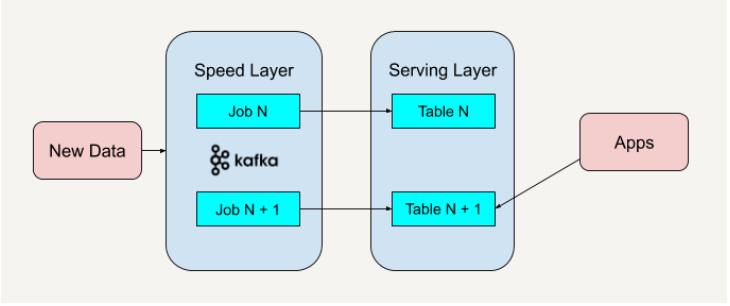 Speed Layer
Serving Layer
Job N
Table N
New Data
kafka
Apps
Job N + 1
Table N + 1